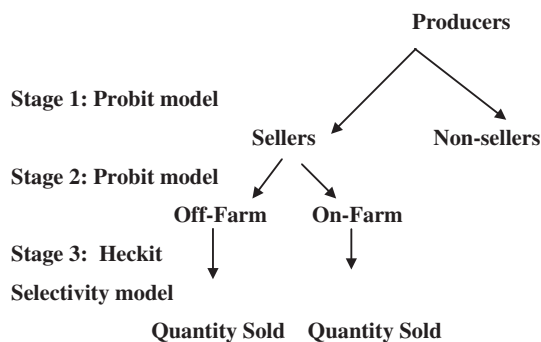 Producers
Stage 1: Probit model
Sellers Non-sellers
Stage 2: Probit model
Off-Farm On-Farm
Stage 3: Heckit
Selectivity model
Quantity Sold Quantity Sold